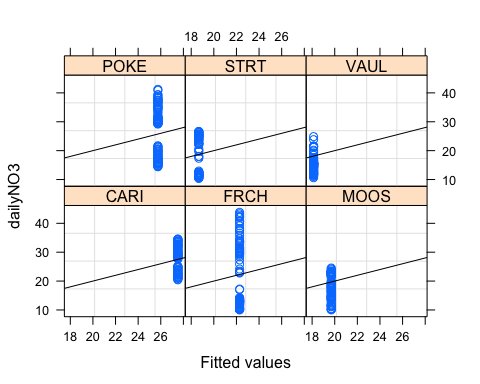 18 20 22 24 26
POKE STRT VAUL
40
30
20
10
dailyNO3
CARI FRCH MOOS
40
30
20
10
18 20 22 24 26 18 20 22 24 26
Fitted values